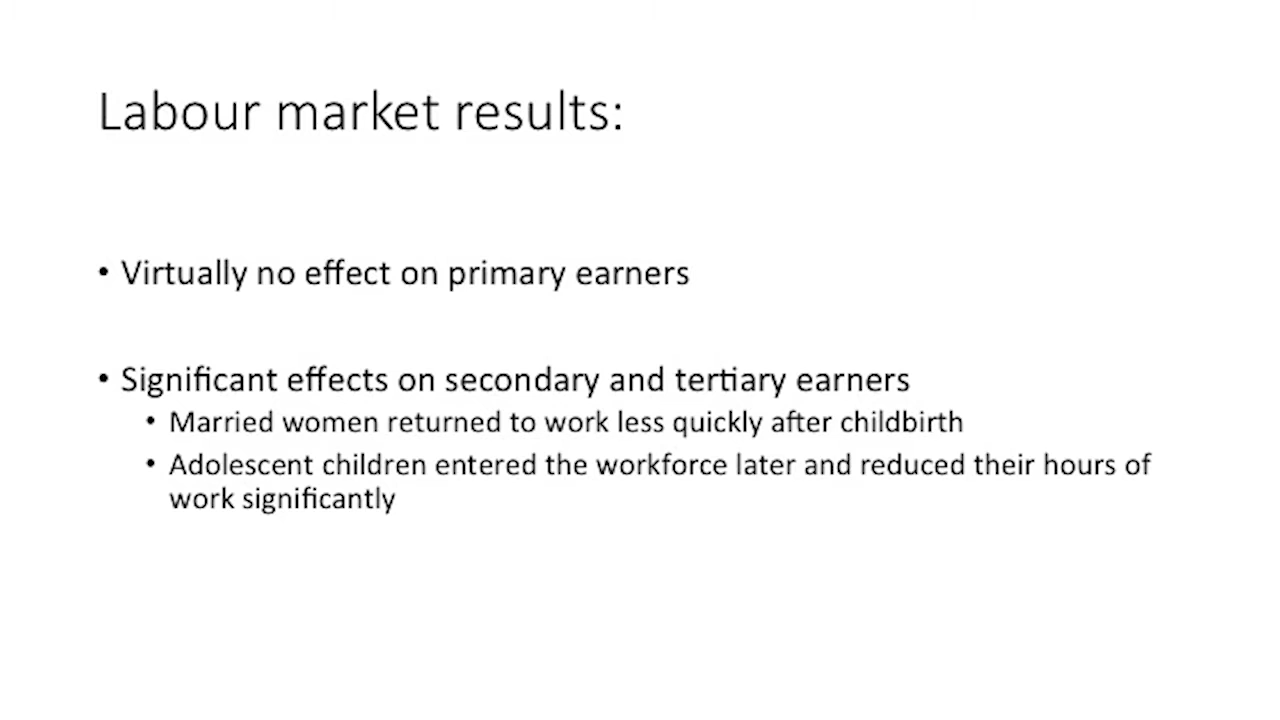 Labour market results:
• Virtually no effect on primary earners
• Significant effects on secondary and tertiary earners
• Married women returned to work less quickly after childbirth
• Adolescent children entered the workforce later and reduced their hours of
work significantly